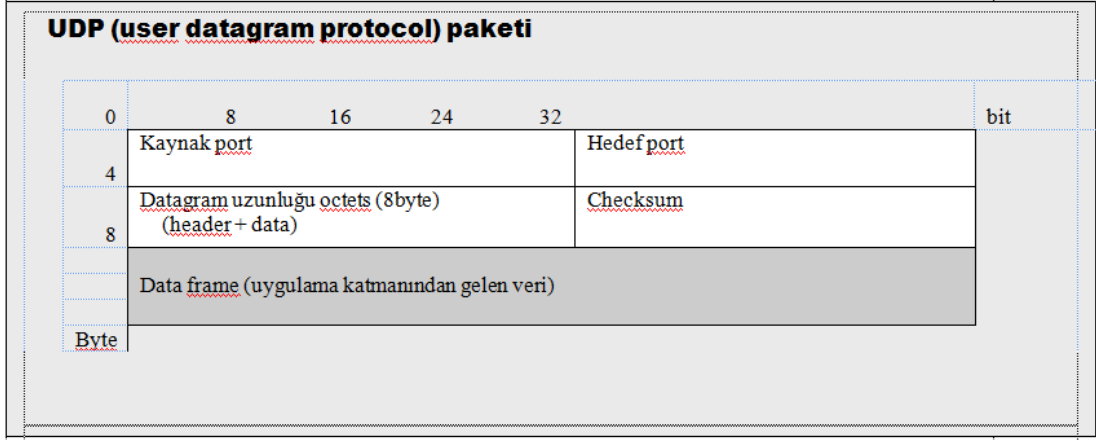 UDP (user datagram protocol) paketi
0 8 16 24 32 bit
Kaynak port Hedef port
4
Datagram uzunluğu octets (8byte) Checksum
(header + data)
8
Data frame (uygulama katmanından gelen veri)
Byte